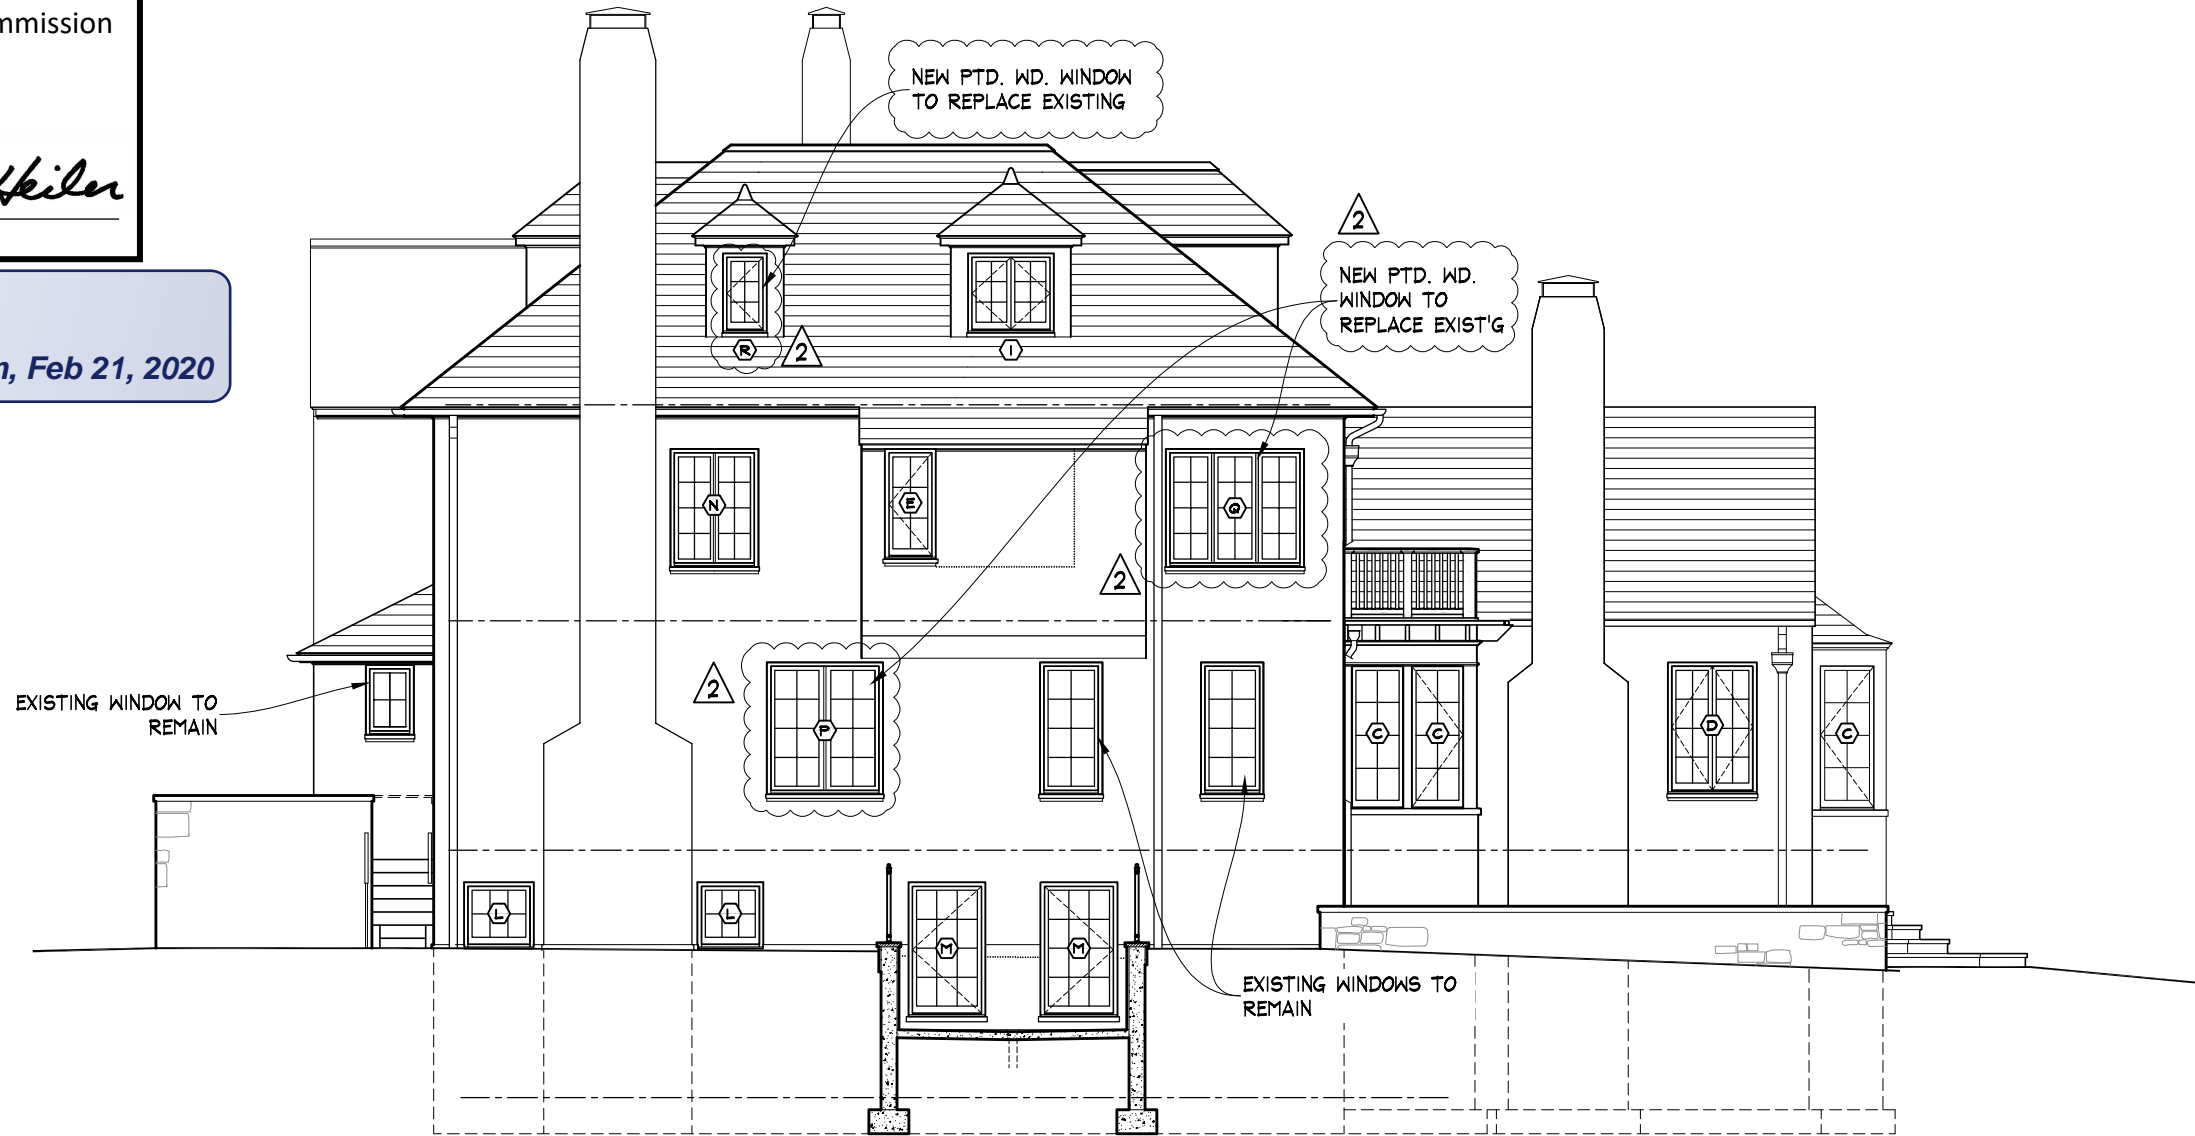 mmission
Heiler
NEW PTD. WD. WINDOW
TO REPLACE EXISTING
2
NEW PTD. WD.
WINDOW TO
REPLACE EXIST'G
Feb 21, 2020
R
2
I
N
E
Q
2
2
EXISTING WINDOW TO
REMAIN
P
C
C
D
C
L
L
M
M
EXISTING WINDOWS TO
REMAIN